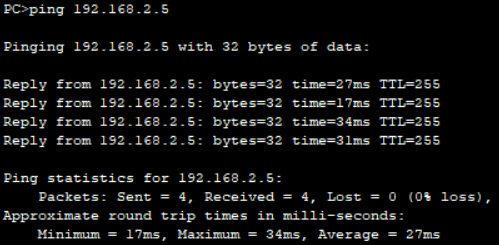 PC>ping 192.168.2.5
Pinging 192.168.2.5 with 32 bytes of data:
Reply from 192.168.2.5: bytes=32 time=27ms TTL=255
Reply from 192.168.2.5: bytes=32 time=17ms TTL=255
Reply from 192.168.2.5: bytes=32 time=34ms TTL=255
Reply from 192.168.2.5: bytes=32 time=31ms TTL=255
Ping statistics for 192.168.2.5:
    Packets: Sent = 4, Received = 4, Lost = 0 (0% loss),
Approximate round trip times in milli-seconds:
    Minimum = 17ms, Maximum = 34ms, Average = 27ms